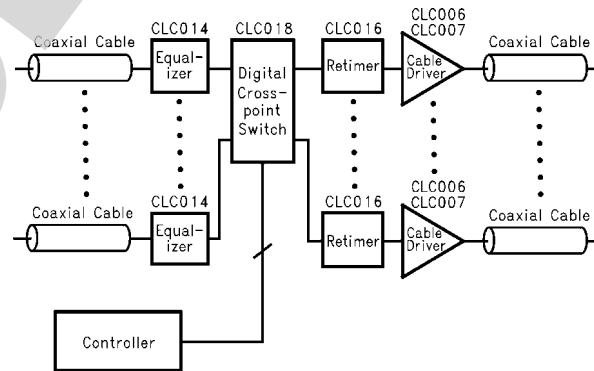 CLC006
CLC007
Coaxial Cable
CLC014
CLC018
CLC016
Coaxial Cable
Equal-
izer
Digital
Cross-
point
Switch
Retimer
Cable
Driver
Coaxial Cable
CLC014
CLC016
CLC006
CLC007
Coaxial Cable
Equal-
izer
Retimer
Cable
Driver
Controller